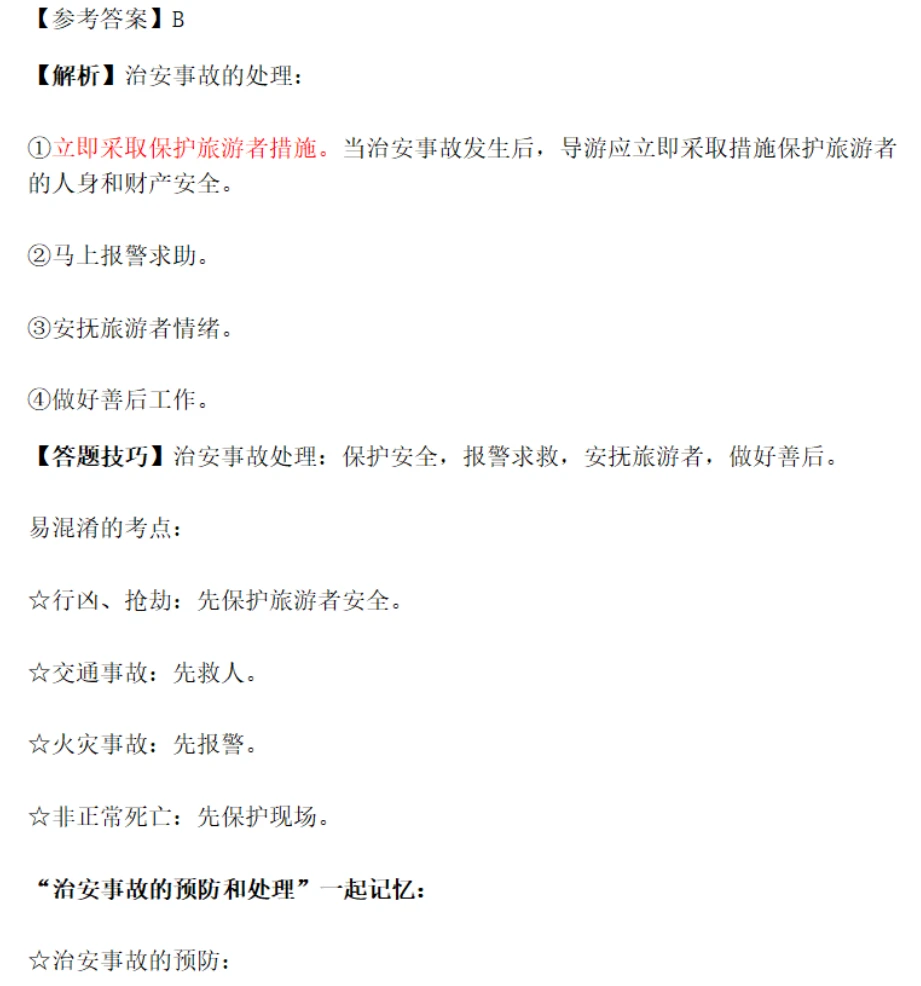 【参考答案】B
【解析】治安事故的处理：
①立即采取保护旅游者措施。当治安事故发生后，导游应立即采取措施保护旅游者
的人身和财产安全。
②马上报警求助。
③安抚旅游者情绪。
④做好善后工作。
【答题技巧】治安事故处理：保护安全，报警求救，安抚旅游者，做好善后。
易混淆的考点：
☆行凶、抢劫：先保护旅游者安全。
☆交通事故：先救人。
☆火灾事故：先报警。
☆非正常死亡：先保护现场。
“治安事故的预防和处理”一起记忆：
☆治安事故的预防：